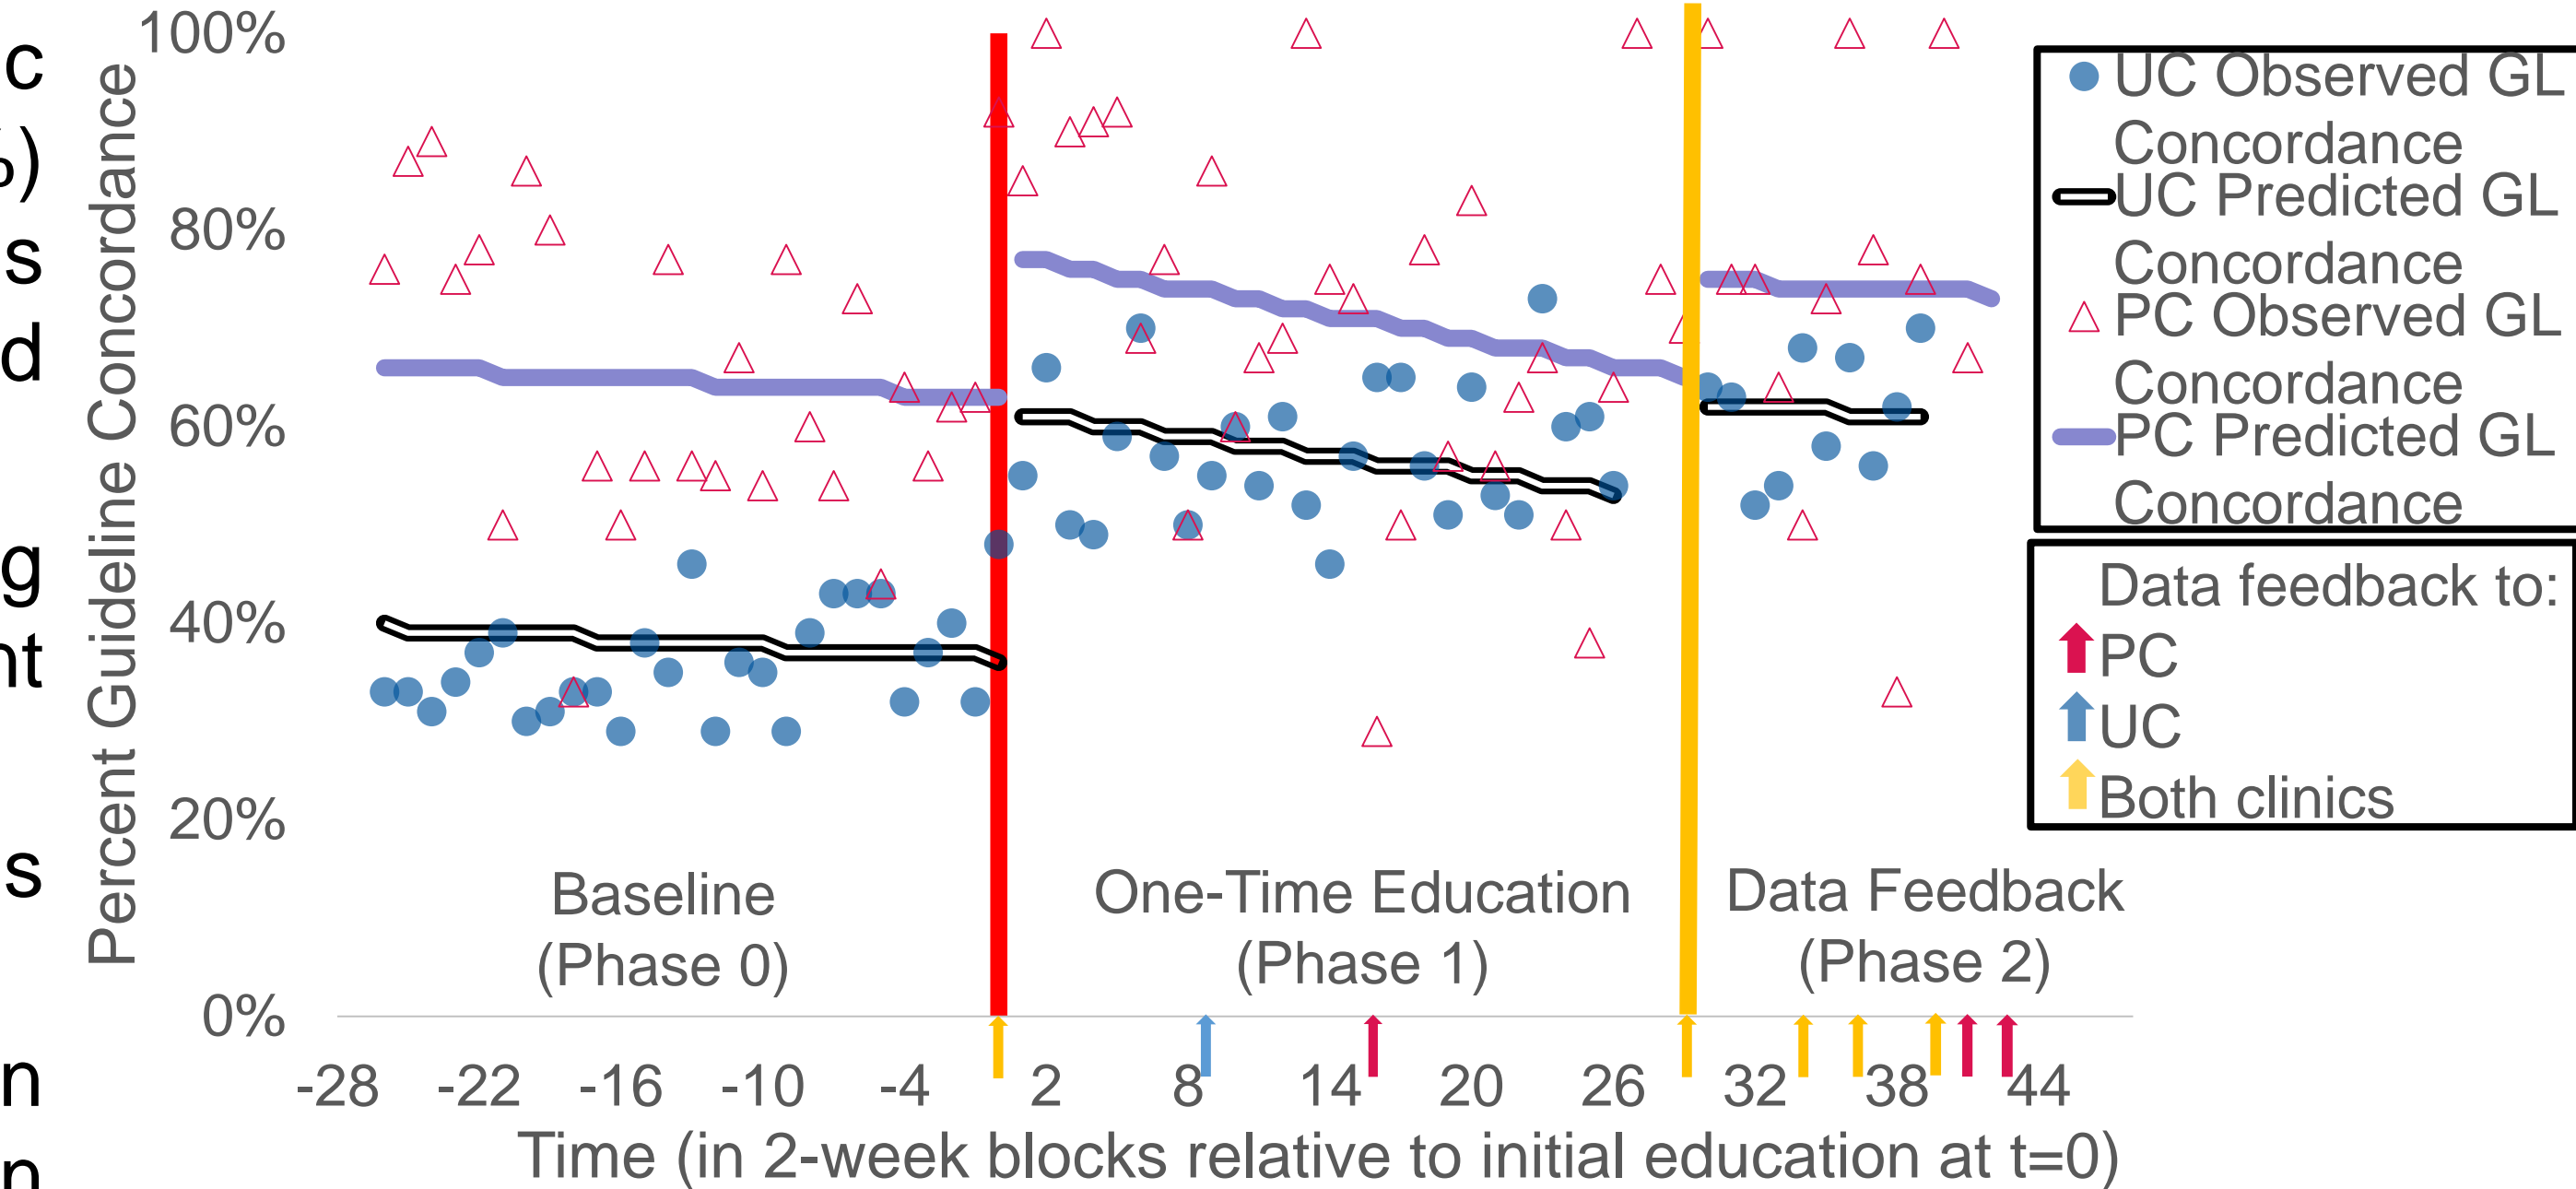 c
%)
s
d
g
nt
s
n
n
Percent Guideline Concordance
100%
80%
60%
40%
20%
0%
Baseline
(Phase 0)
One-Time Education
(Phase 1)
Data Feedback
(Phase 2)
-28 -22 -16 -10 -4 2 8 14 20 26 32 38 44
Time (in 2-week blocks relative to initial education at t=0)
UC Observed GL
Concordance
UC Predicted GL
Concordance
PC Observed GL
Concordance
PC Predicted GL
Concordance
Data feedback to:
PC
UC
Both clinics